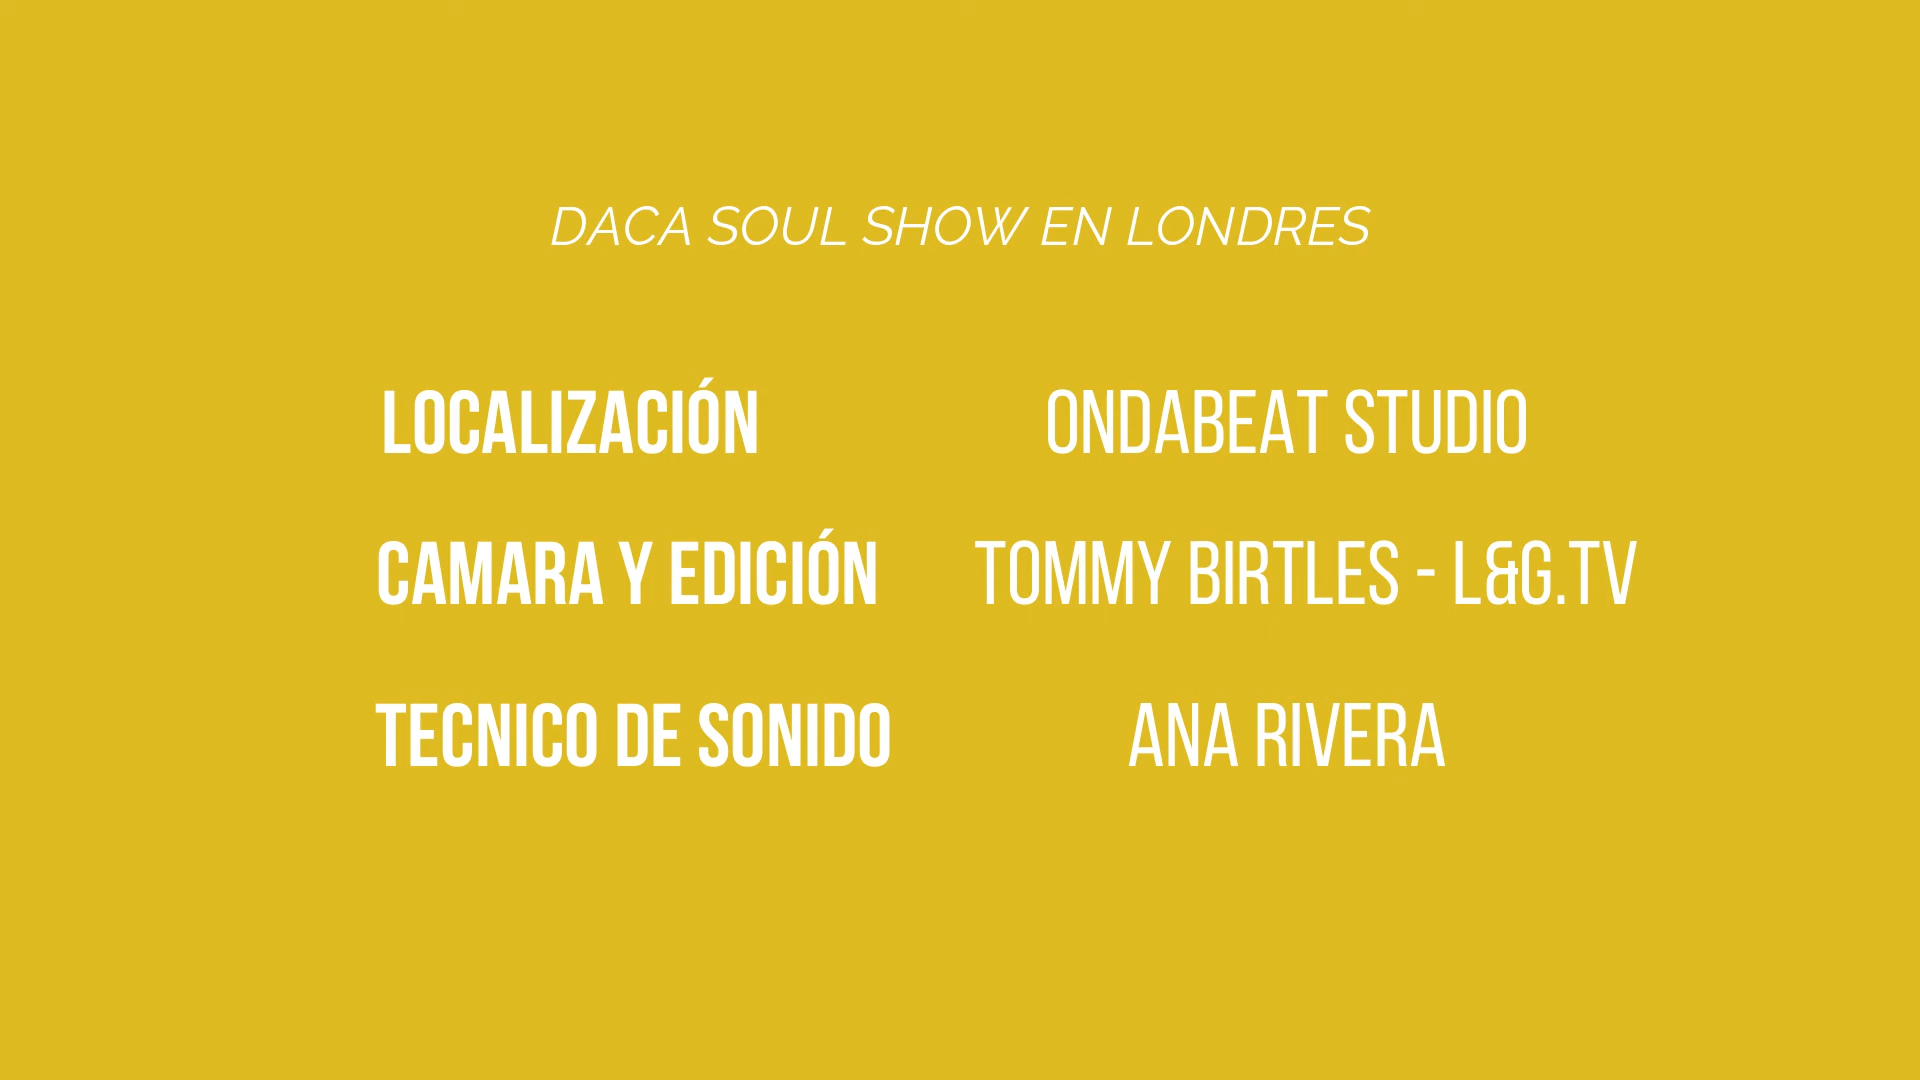 DACA SOUL SHOW EN LONDRES
LOCALIZACIÓN ONDABEAT STUDIO
CAMARA Y EDICIÓN TOMMY BIRTLES - L&G.TV
TECNICO DE SONIDO ANA RIVERA